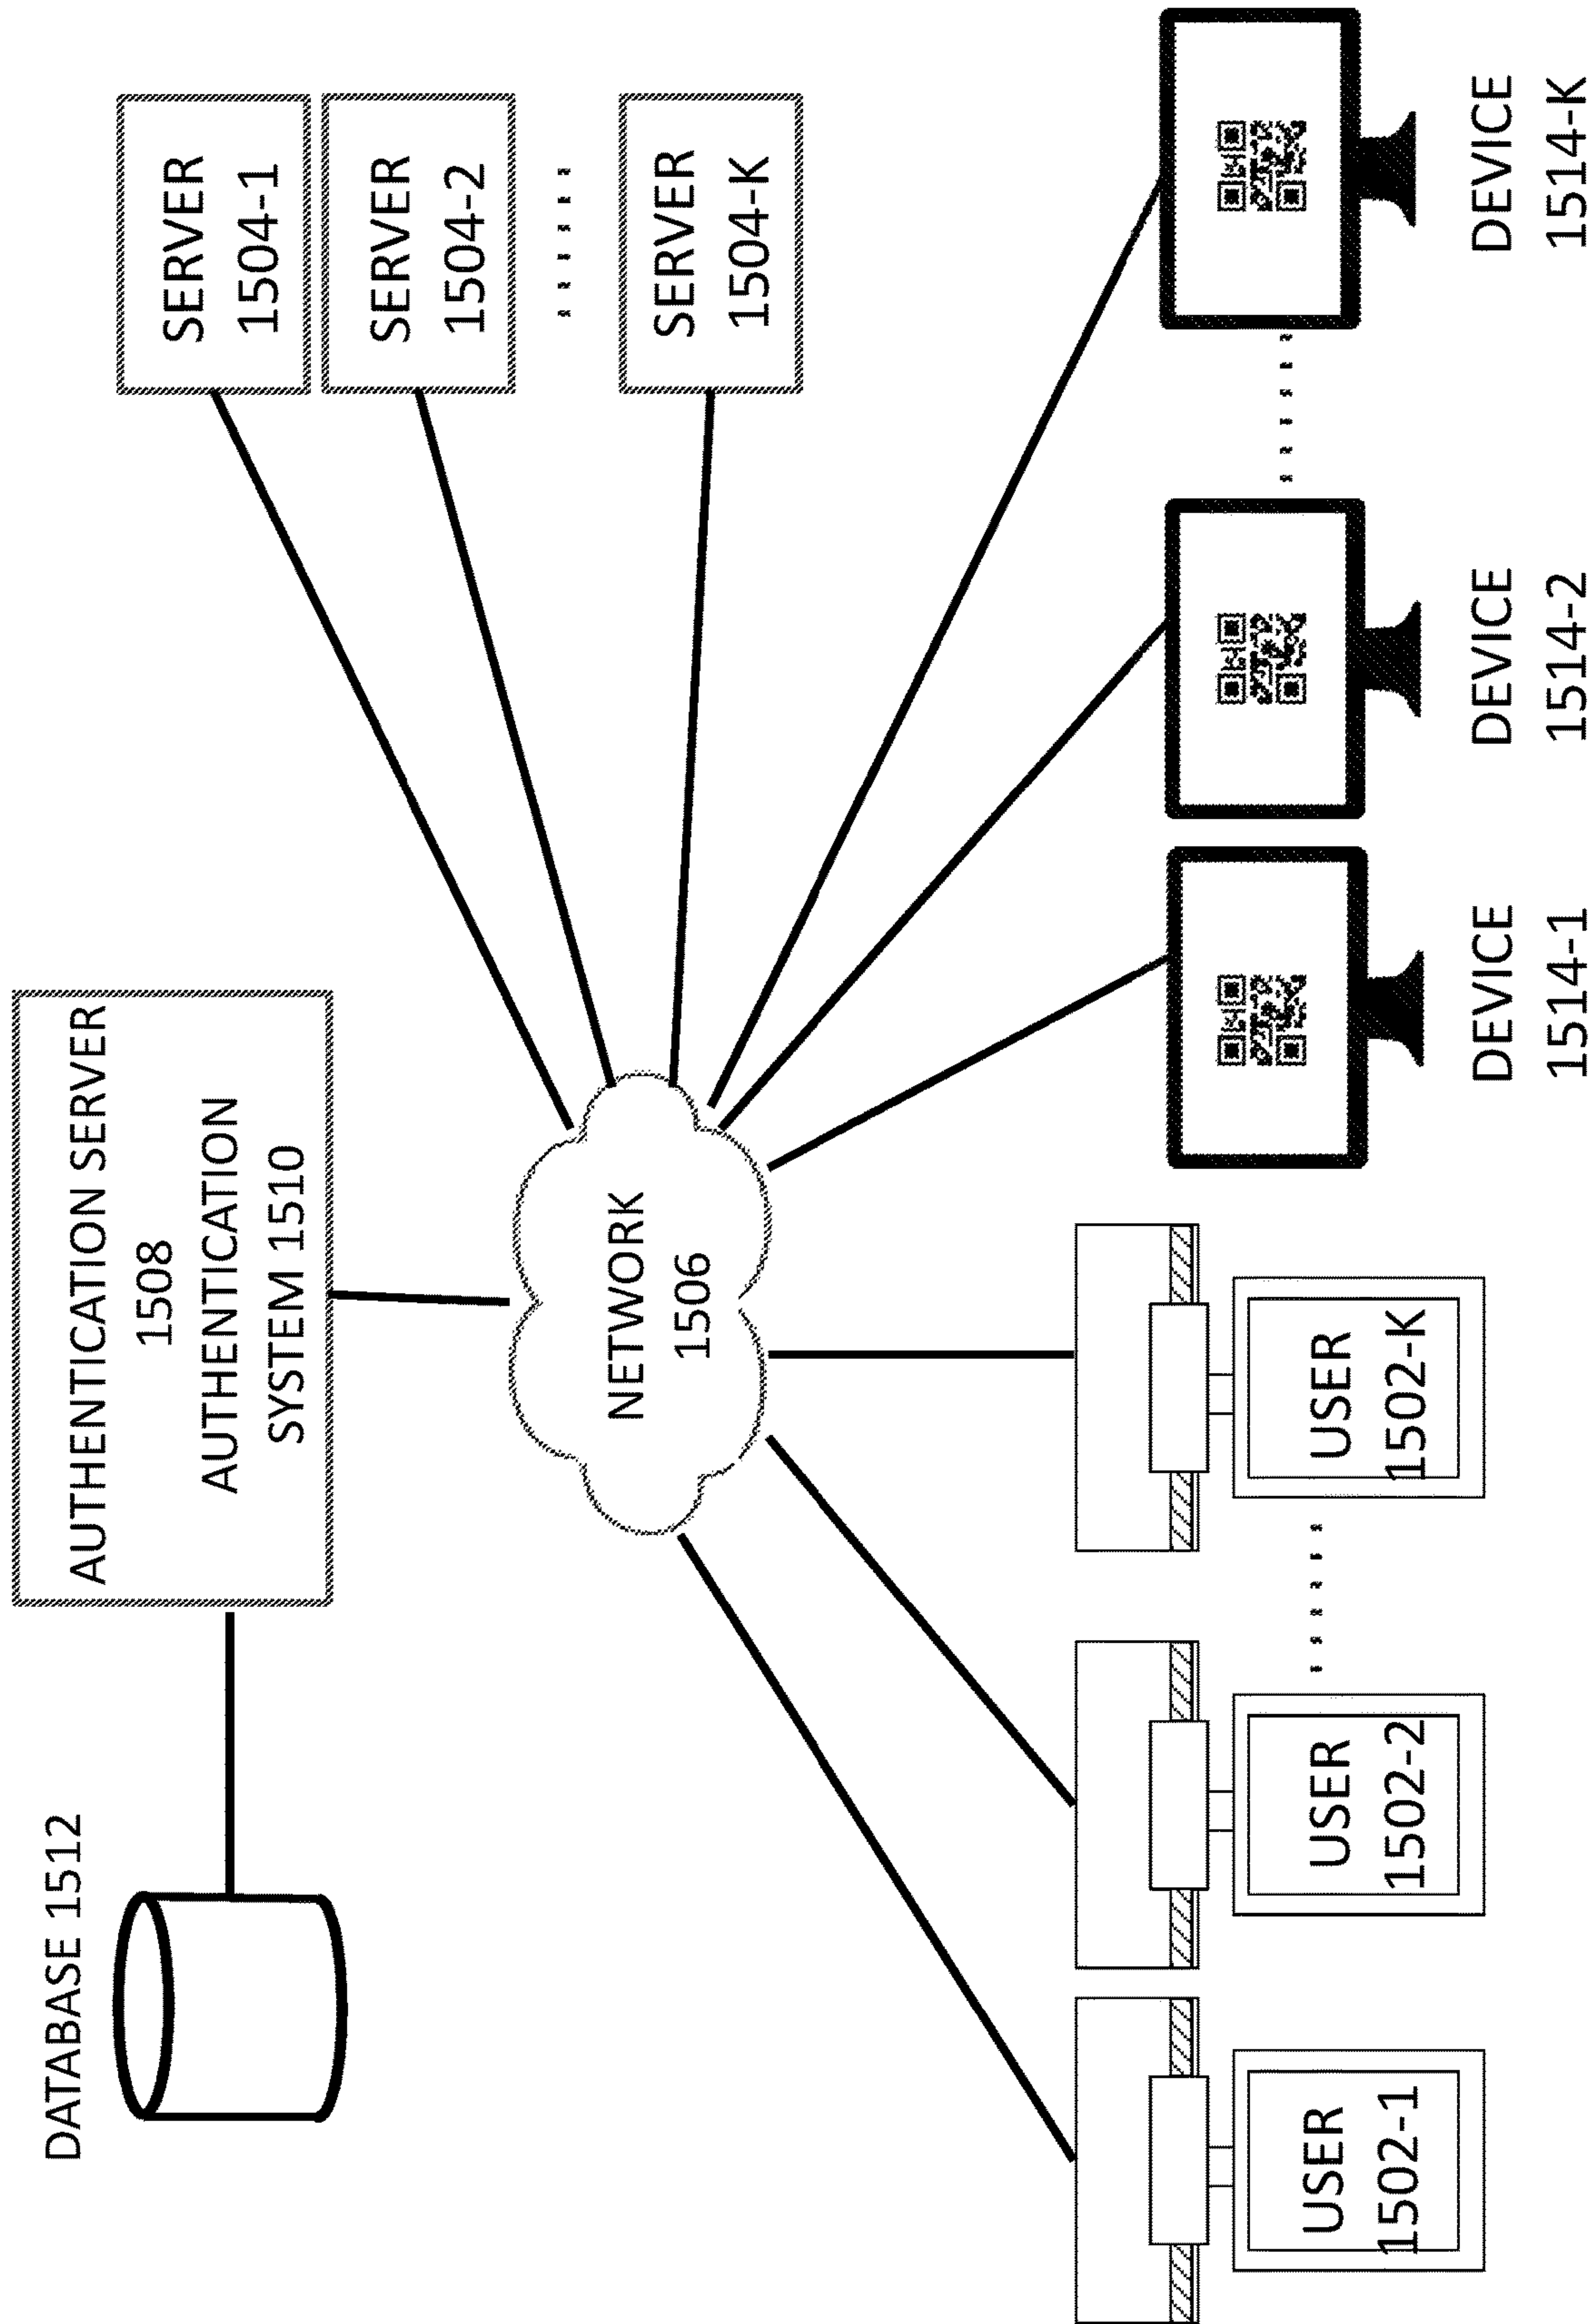 DATABASE 1512
AUTHENTICATION SERVER
1508
AUTHENTICATION
SYSTEM 1510
SERVER
1504-1
SERVER
1504-2
SERVER
1504-K
NETWORK
1506
USER
1502-1
USER
1502-2
USER
1502-K
DEVICE
1514-1
DEVICE
1514-2
DEVICE
1514-K